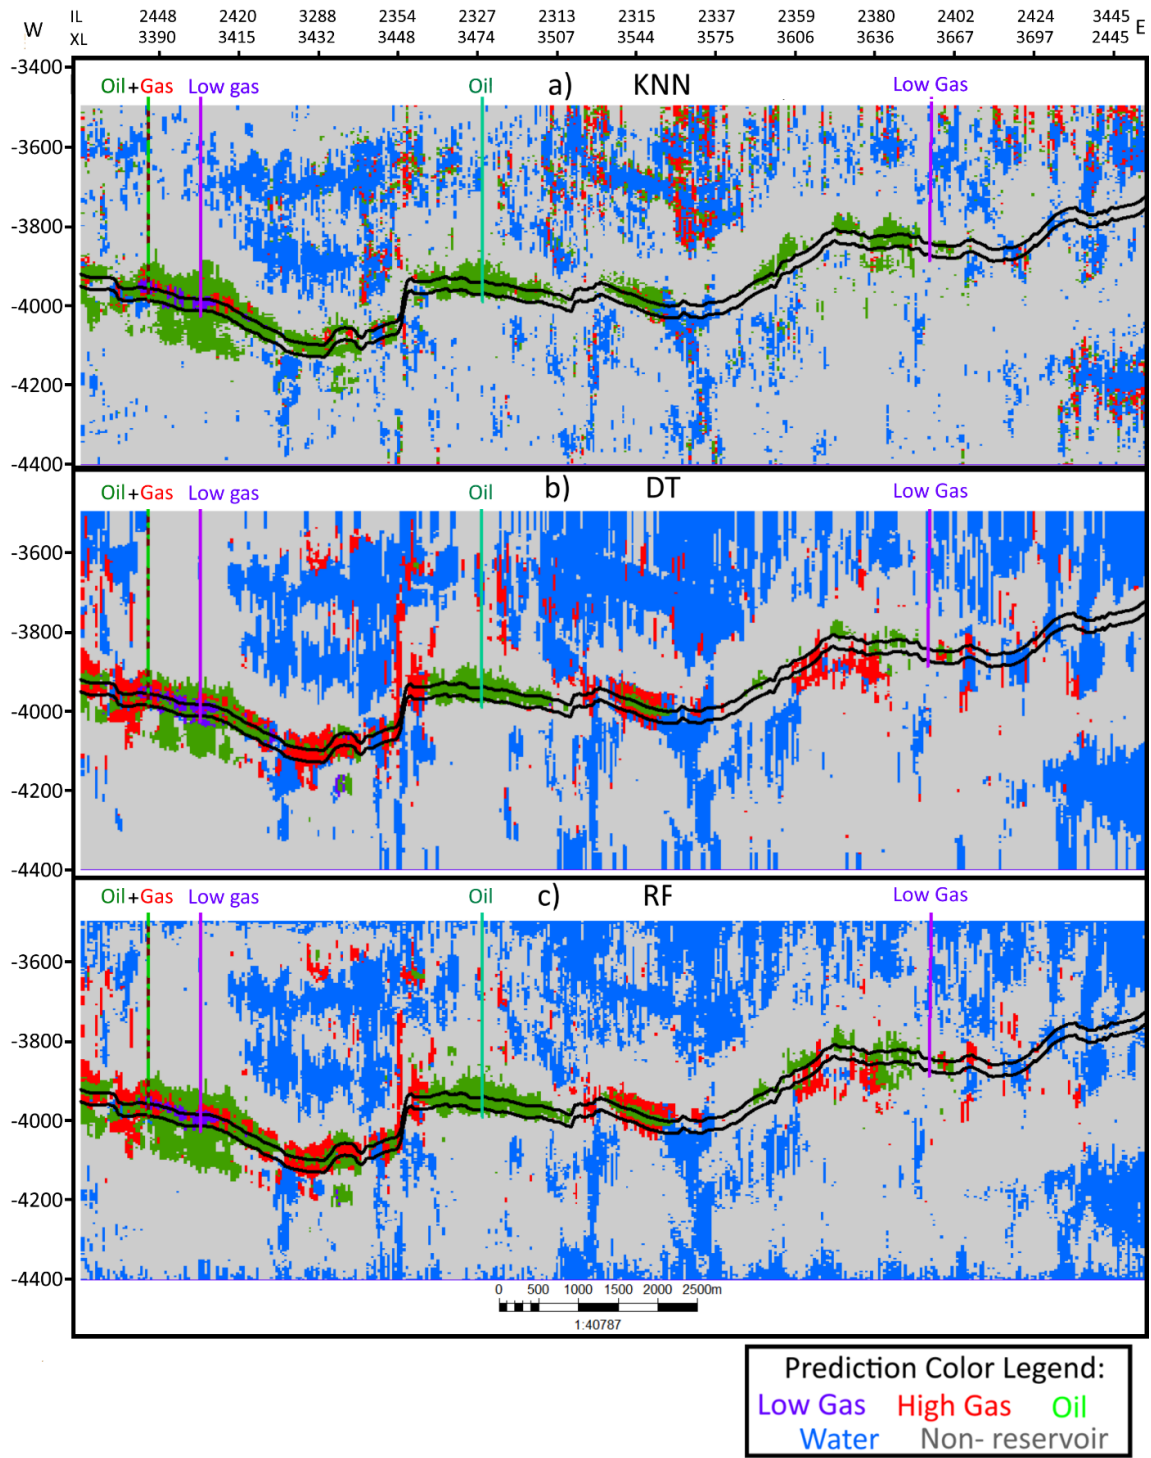 IL 2448 2420 3288 2354 2327 2313 2315 2337 2359 2380 2402 2424 3445
W E
XL 3390 3415 3432 3448 3474 3507 3544 3575 3606 3636 3667 3697 2445
-3400
Oil+Gas Low gas Oil a) KNN Low Gas
-3600
-3800
-4000
-4200
-4400
Oil+Gas Low gas Oil b) DT Low Gas
-3600
-3800
-4000
-4200
-4400
Oil+Gas Low gas Oil c) RF Low Gas
-3600
-3800
-4000
-4200
-4400
0 500 1000 1500 2000 2500m
1:40787
Prediction Color Legend:
Low Gas High Gas Oil
Water Non- reservoir